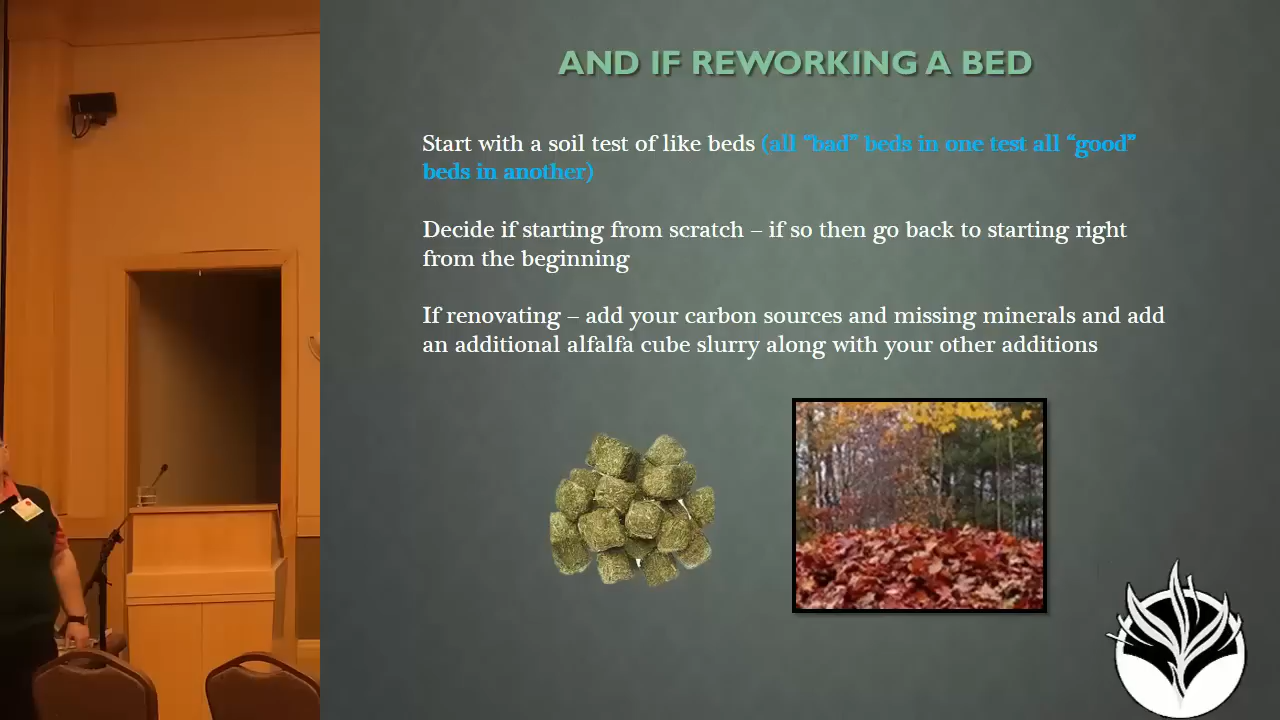 AND IF REWORKING A BED
Start with a soil test of like beds (all “bad” beds in one test all “good”
beds in another)
Decide if starting from scratch – if so then go back to starting right
from the beginning
If renovating – add your carbon sources and missing minerals and add
an additional alfalfa cube slurry along with your other additions